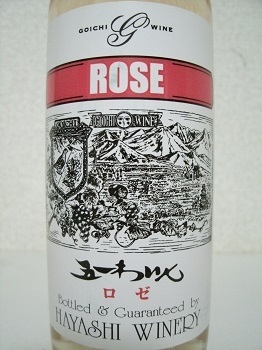 GOICHI G WINE
ROSE
GOICHI WINE
五一わいん
ロゼ
Bottled & Guaranteed by
HAYASHI WINERY